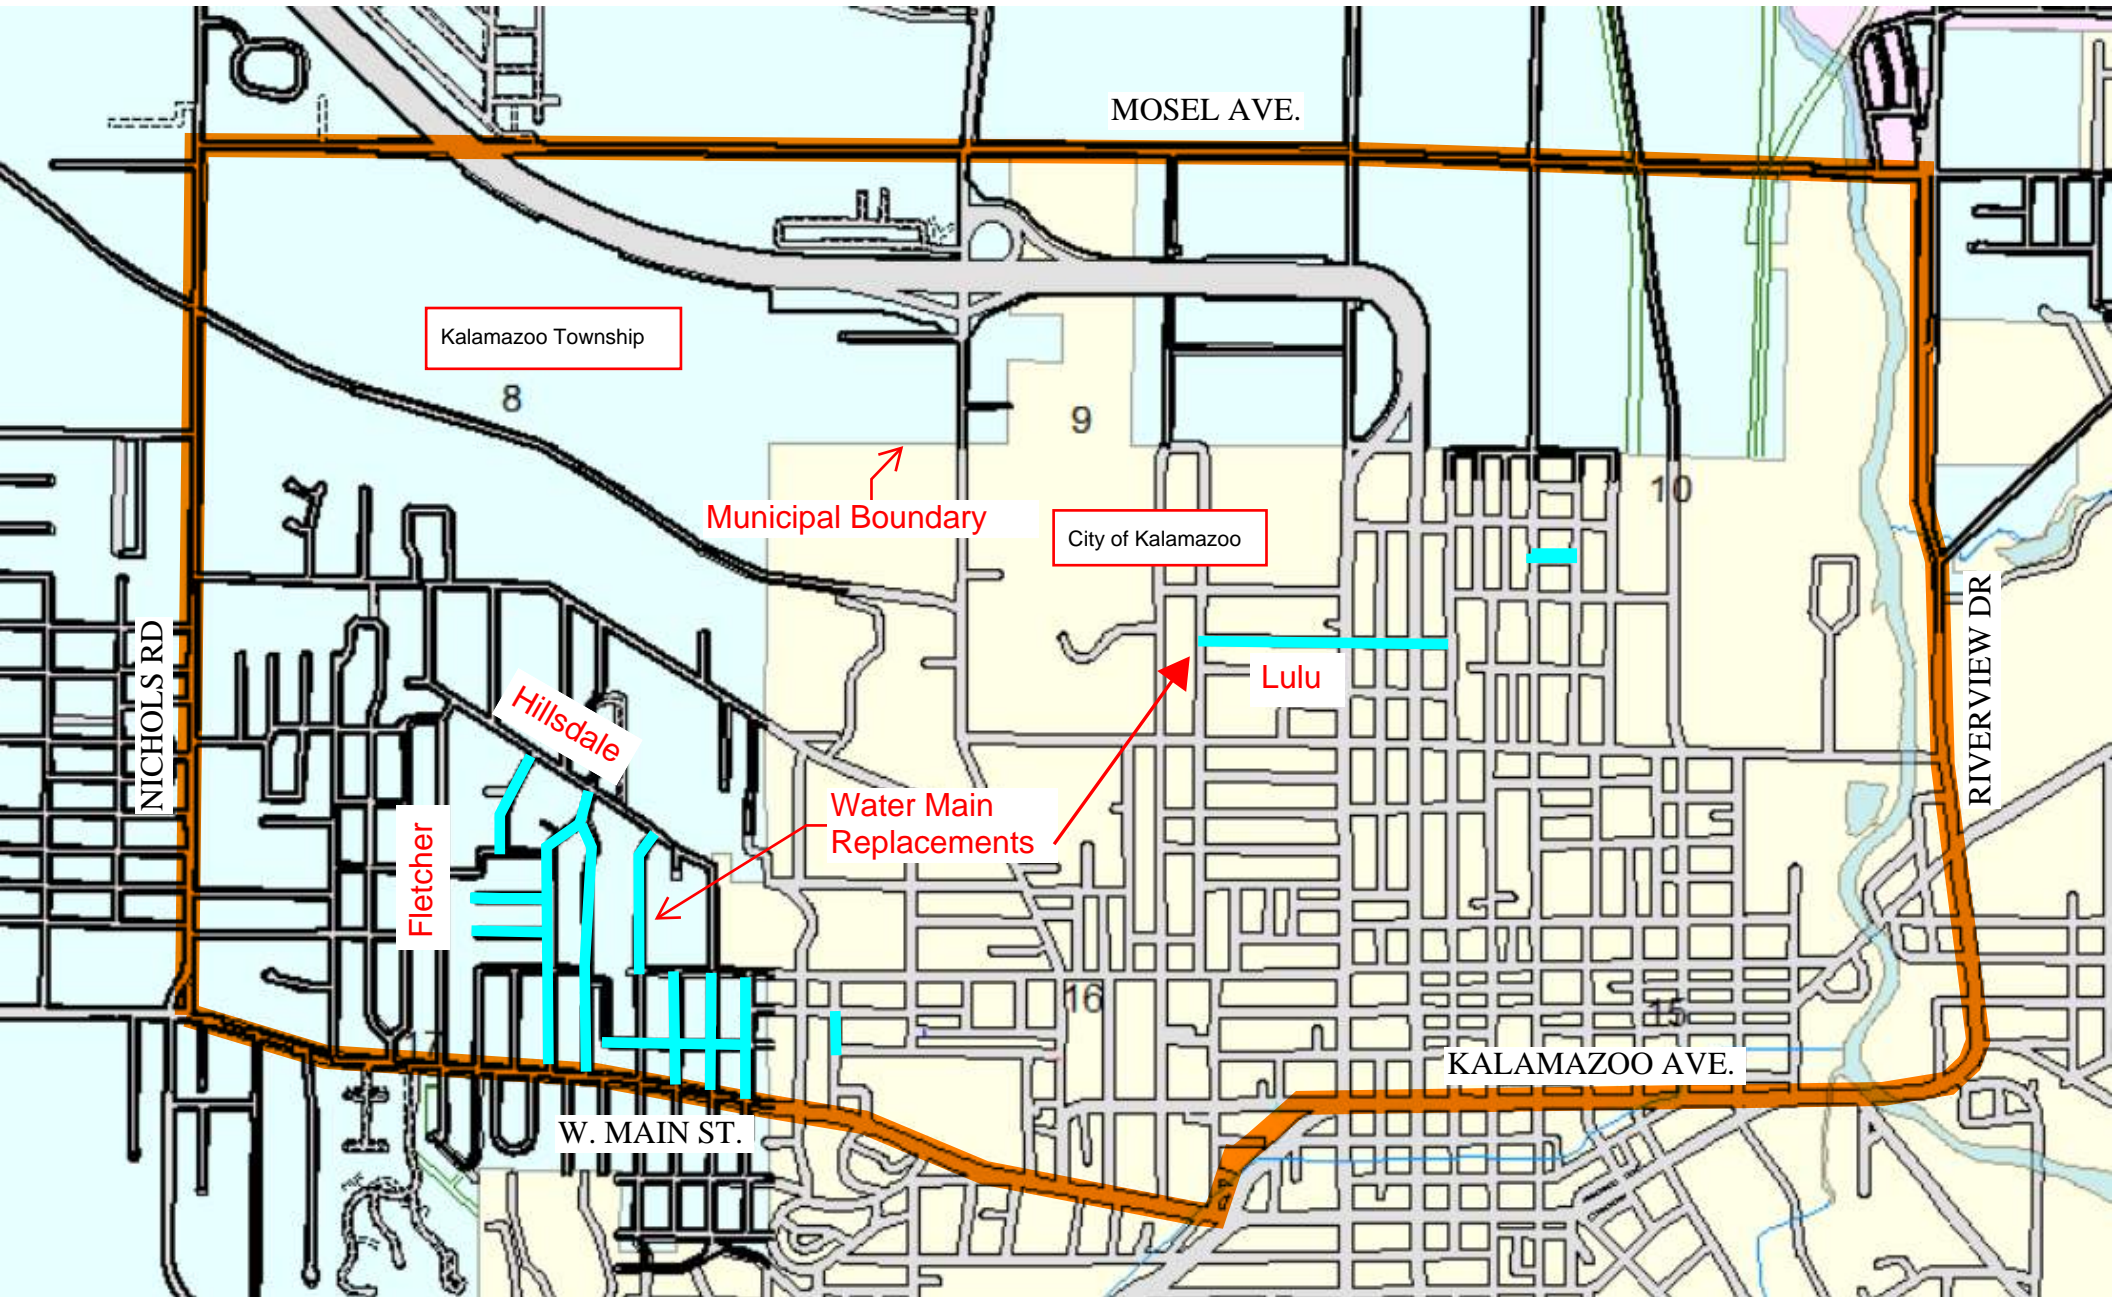 MOSEL AVE.
Kalamazoo Township
8
9
Municipal Boundary
City of Kalamazoo
10
NICHOLS RD
RIVERVIEW DR
Hillsdale
Lulu
Fletcher
Water Main
Replacements
16
15
17
KALAMAZOO AVE.
W. MAIN ST.